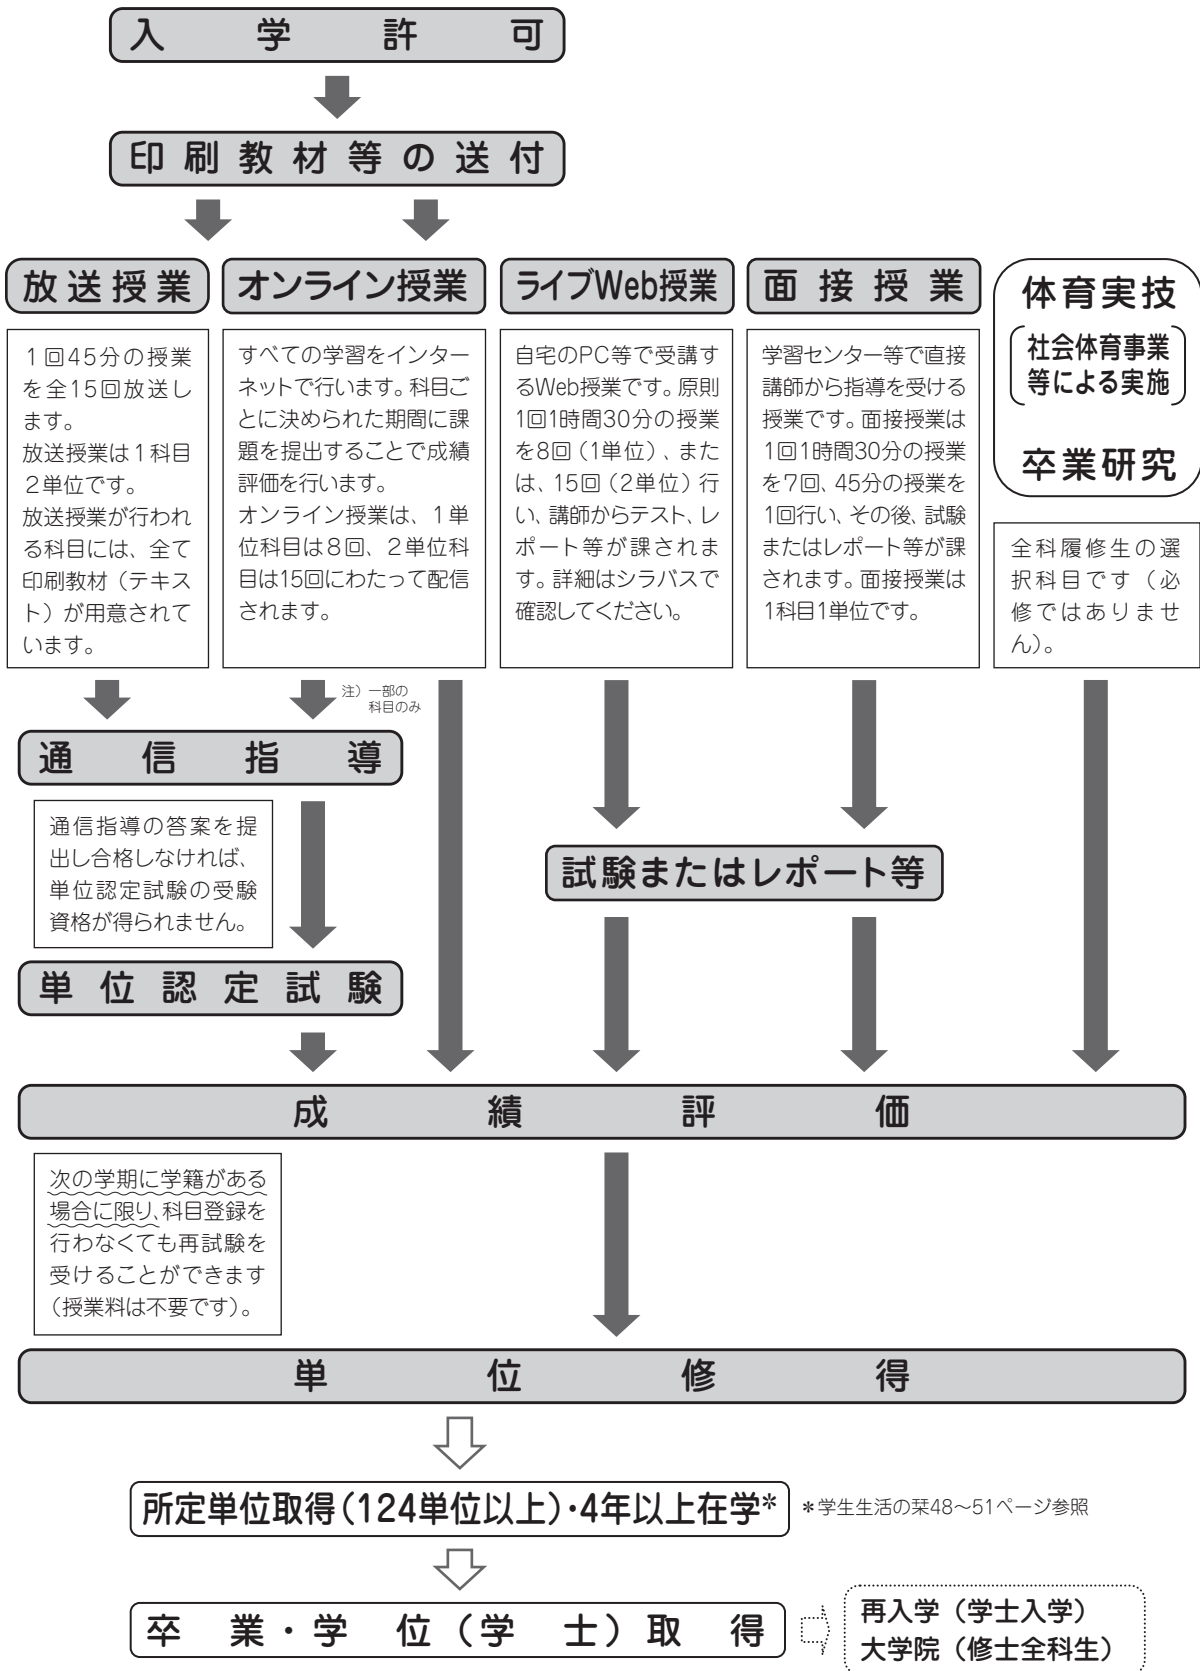 入学許可
印刷教材等の送付
放送授業
1回45分の授業
を全15回放送し
ます。
放送授業は1科目
2単位です。
放送授業が行われ
る科目には、全て
印刷教材（テキス
ト）が用意されて
います。
オンライン授業
すべての学習をインター
ネットで行います。科目ご
とに決められた期間に課
題を提出することで成績
評価を行います。
オンライン授業は、1単
位科目は8回、2単位科
目は15回にわたって配信
されます。
ライブWeb授業
自宅のPC等で受講す
るWeb授業です。原則
1回1時間30分の授業
を8回（1単位）、また
は、15回（2単位）行
い、講師からテスト、レ
ポート等が課されま
す。詳細はシラバスで
確認してください。
面接授業
学習センター等で直接
講師から指導を受ける
授業です。面接授業は
1回1時間30分の授業
を7回、45分の授業を
1回行い、その後、試験
またはレポート等が課
されます。面接授業は
1科目1単位です。
体育実技
社会体育事業
等による実施
卒業研究
全科履修生の選
択科目です（必
修ではありませ
ん）。
注）一部の
科目のみ
通信指導
通信指導の答案を提
出し合格しなければ、
単位認定試験の受験
資格が得られません。
試験またはレポート等
単位認定試験
成績評価
次の学期に学籍がある
場合に限り、科目登録を
行わなくても再試験を
受けることができます
（授業料は不要です）。
単位修得
所定単位取得（124単位以上）・4年以上在学*
*学生生活の栞48～51ページ参照
卒業・学位（学士）取得
再入学（学士入学）
大学院（修士全科生）